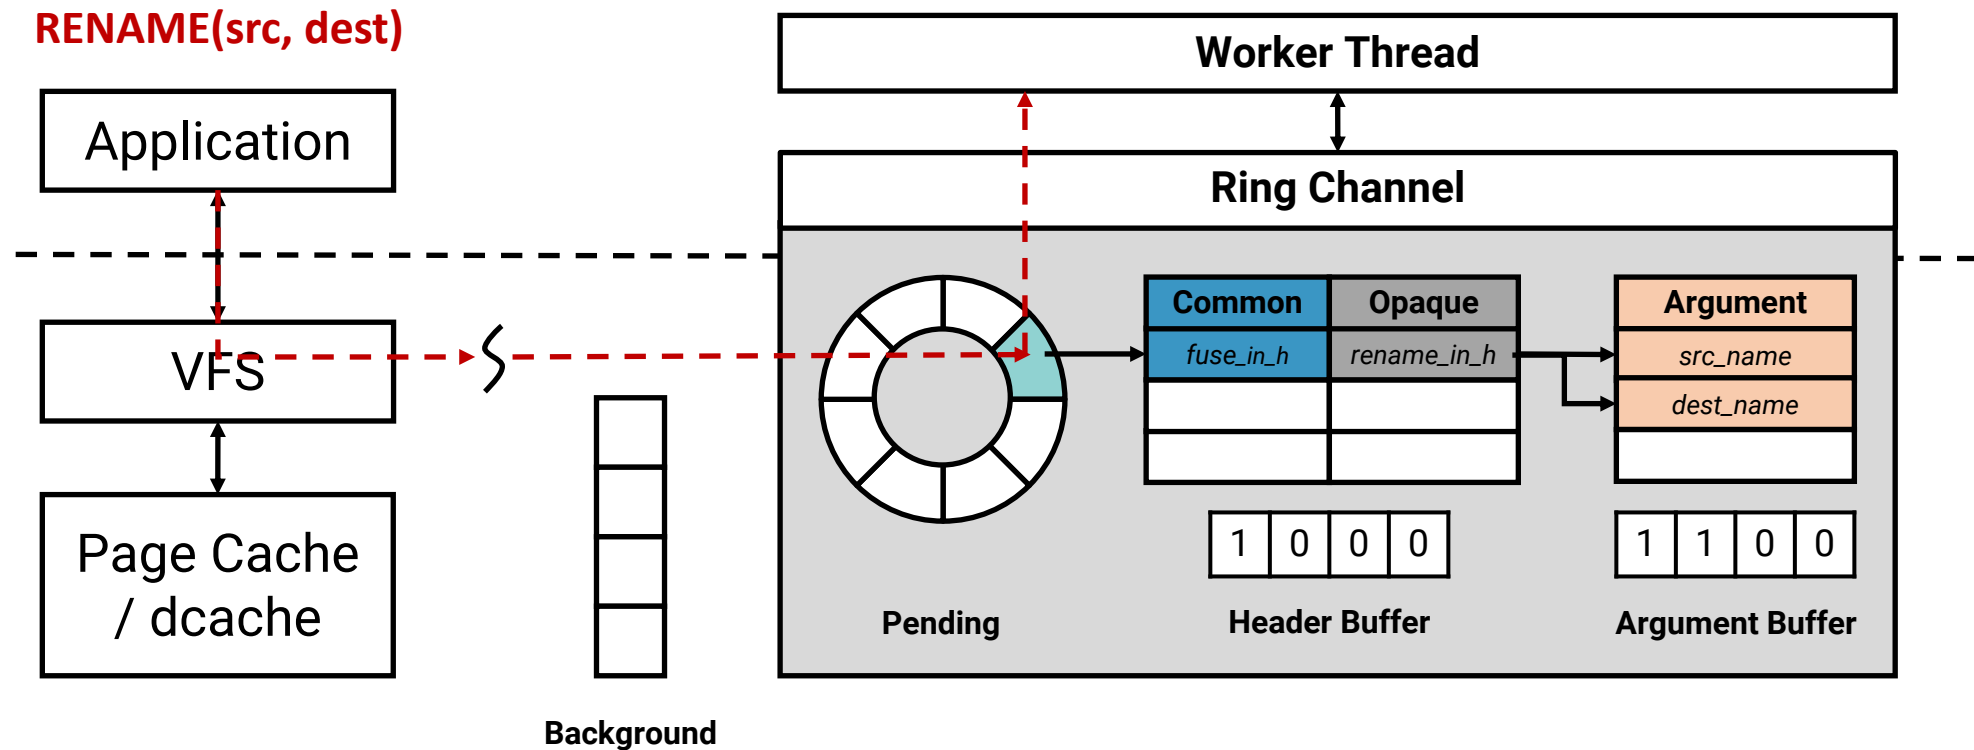 RENAME(src, dest)
Application
VFS
Page Cache
/ dcache
Background
Worker Thread
Ring Channel
Pending
Common Opaque
fuse_in_h rename_in_h
1 0 0 0
Header Buffer
Argument
src_name
dest_name
1 1 0 0
Argument Buffer